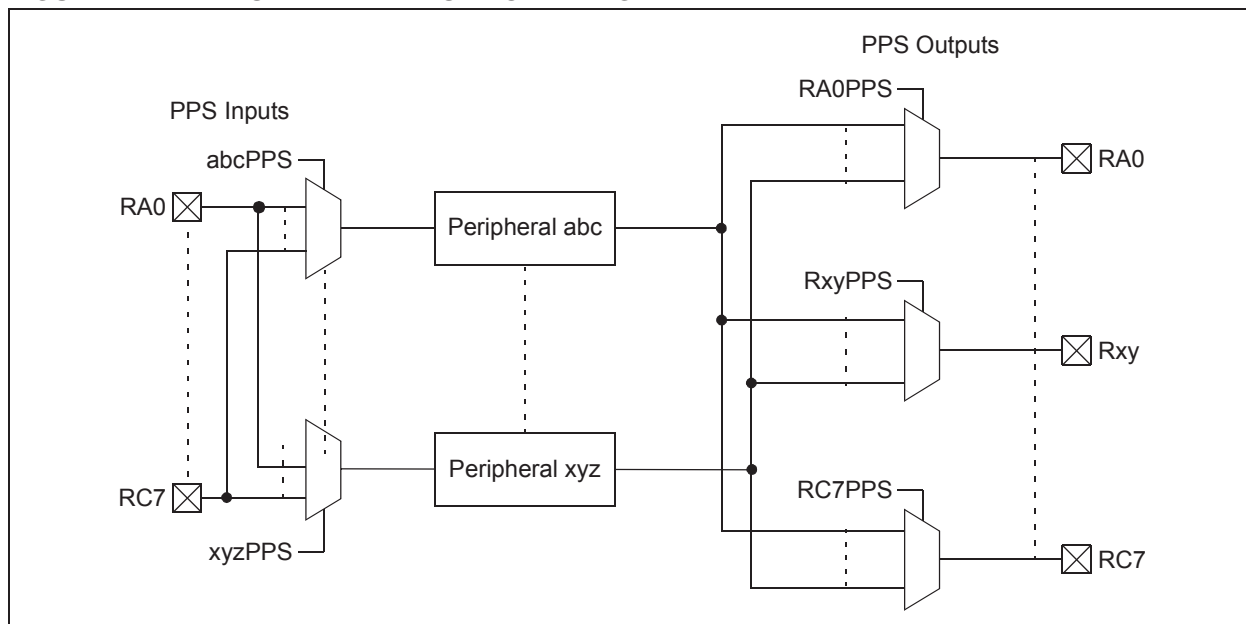 PPS Outputs
RA0PPS
PPS Inputs
abcPPS
RA0
RA0
Peripheral abc
RxyPPS
Rxy
Peripheral xyz
RC7PPS
RC7
xyzPPS
RC7